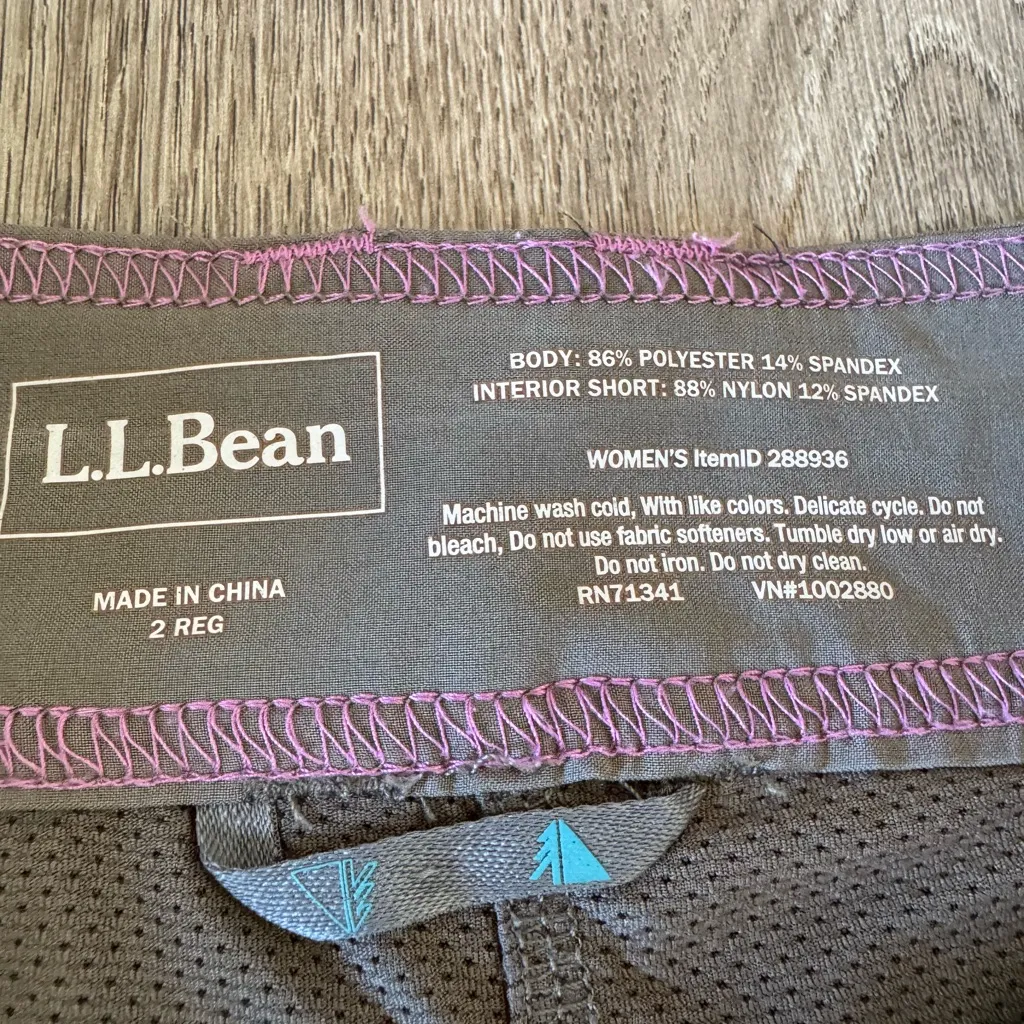 L.L.Bean
MADE IN CHINA
2 REG
BODY: 86% POLYESTER 14% SPANDEX
INTERIOR SHORT: 88% NYLON 12% SPANDEX
WOMEN'S ItemID 288936
Machine wash cold, With like colors. Delicate cycle. Do not
bleach, Do not use fabric softeners. Tumble dry low or air dry.
Do not iron. Do not dry clean.
RN71341 VN#1002880